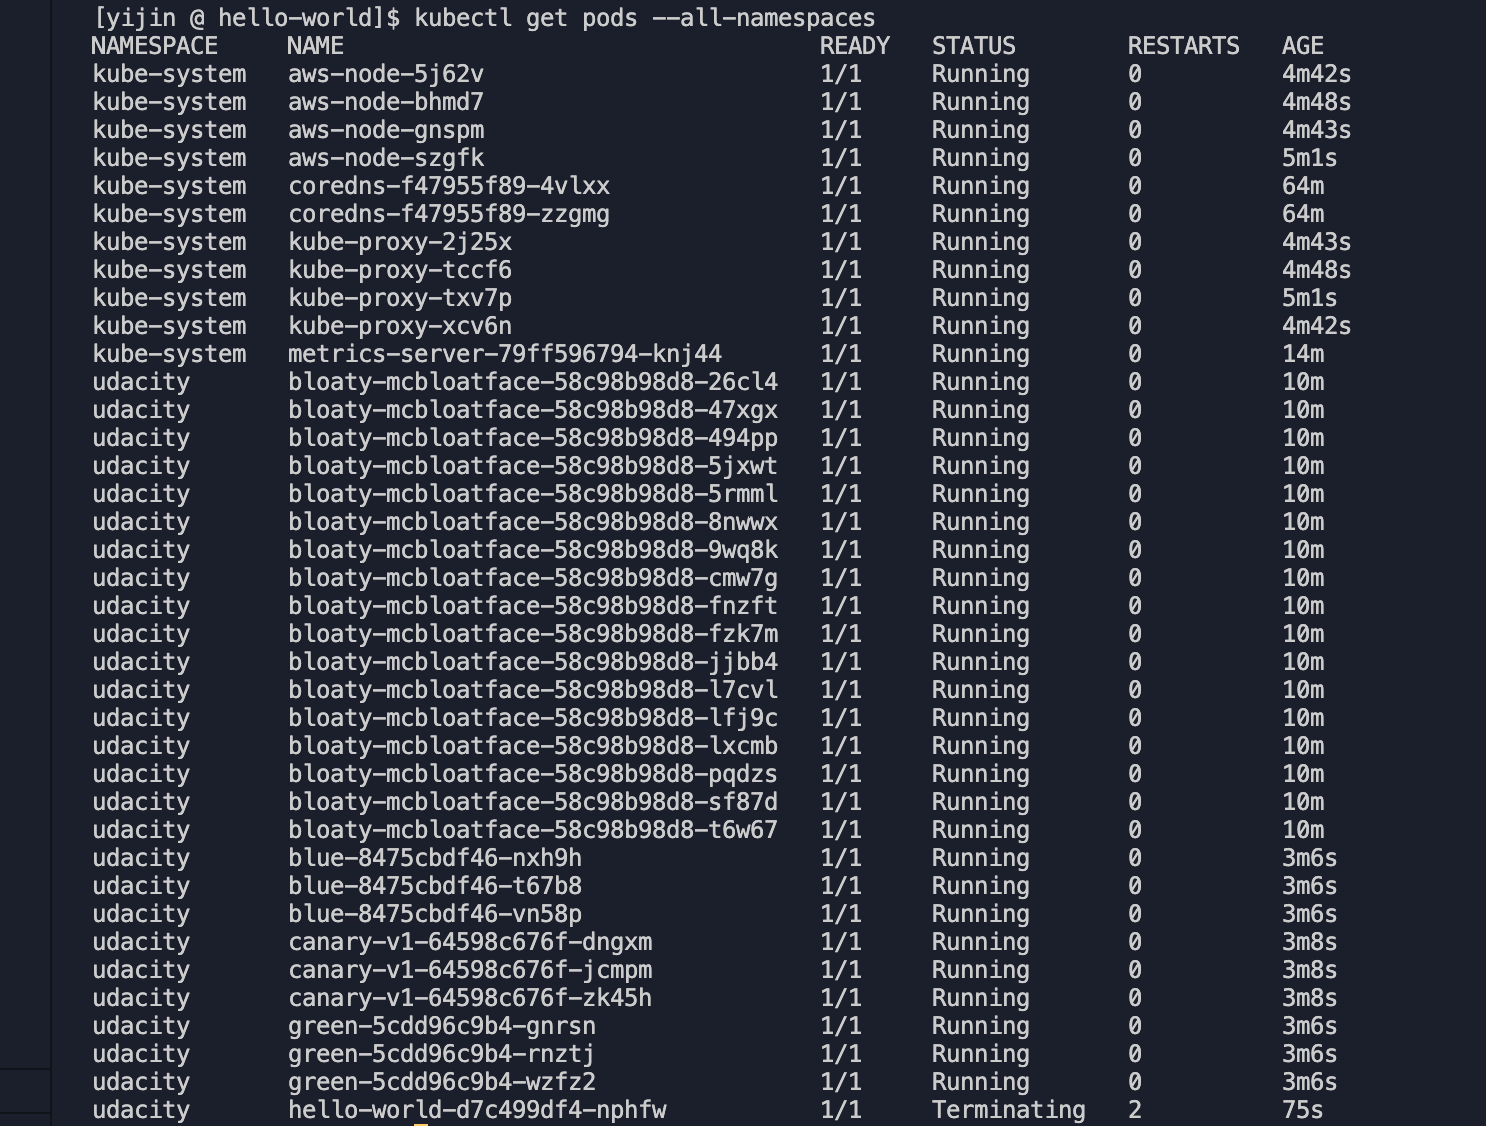 [yijin @ hello-world]$ kubectl get pods --all-namespaces
NAMESPACE NAME READY STATUS RESTARTS AGE
kube-system aws-node-5j62v 1/1 Running 0 4m42s
kube-system aws-node-bhmd7 1/1 Running 0 4m48s
kube-system aws-node-gnspm 1/1 Running 0 4m43s
kube-system aws-node-szgfk 1/1 Running 0 5m1s
kube-system coredns-f47955f89-4vlxx 1/1 Running 0 64m
kube-system coredns-f47955f89-zzgmg 1/1 Running 0 64m
kube-system kube-proxy-2j25x 1/1 Running 0 4m43s
kube-system kube-proxy-tccf6 1/1 Running 0 4m48s
kube-system kube-proxy-txv7p 1/1 Running 0 5m1s
kube-system kube-proxy-xcv6n 1/1 Running 0 4m42s
kube-system metrics-server-79ff596794-knj44 1/1 Running 0 14m
udacity bloaty-mcbloatface-58c98b98d8-26cl4 1/1 Running 0 10m
udacity bloaty-mcbloatface-58c98b98d8-47xgx 1/1 Running 0 10m
udacity bloaty-mcbloatface-58c98b98d8-494pp 1/1 Running 0 10m
udacity bloaty-mcbloatface-58c98b98d8-5jxwt 1/1 Running 0 10m
udacity bloaty-mcbloatface-58c98b98d8-5rmml 1/1 Running 0 10m
udacity bloaty-mcbloatface-58c98b98d8-8nwwx 1/1 Running 0 10m
udacity bloaty-mcbloatface-58c98b98d8-9wq8k 1/1 Running 0 10m
udacity bloaty-mcbloatface-58c98b98d8-cmw7g 1/1 Running 0 10m
udacity bloaty-mcbloatface-58c98b98d8-fnzft 1/1 Running 0 10m
udacity bloaty-mcbloatface-58c98b98d8-fzk7m 1/1 Running 0 10m
udacity bloaty-mcbloatface-58c98b98d8-jjbb4 1/1 Running 0 10m
udacity bloaty-mcbloatface-58c98b98d8-l7cvl 1/1 Running 0 10m
udacity bloaty-mcbloatface-58c98b98d8-lfj9c 1/1 Running 0 10m
udacity bloaty-mcbloatface-58c98b98d8-lxcmb 1/1 Running 0 10m
udacity bloaty-mcbloatface-58c98b98d8-pqdzs 1/1 Running 0 10m
udacity bloaty-mcbloatface-58c98b98d8-sf87d 1/1 Running 0 10m
udacity bloaty-mcbloatface-58c98b98d8-t6w67 1/1 Running 0 10m
udacity blue-8475cbdf46-nxh9h 1/1 Running 0 3m6s
udacity blue-8475cbdf46-t67b8 1/1 Running 0 3m6s
udacity blue-8475cbdf46-vn58p 1/1 Running 0 3m6s
udacity canary-v1-64598c676f-dngxm 1/1 Running 0 3m8s
udacity canary-v1-64598c676f-jcmpm 1/1 Running 0 3m8s
udacity canary-v1-64598c676f-zk45h 1/1 Running 0 3m8s
udacity green-5cdd96c9b4-gnrsn 1/1 Running 0 3m6s
udacity green-5cdd96c9b4-rnztj 1/1 Running 0 3m6s
udacity green-5cdd96c9b4-wzfz2 1/1 Running 0 3m6s
udacity hello-world-d7c499df4-nphfw 1/1 Terminating 2 75s